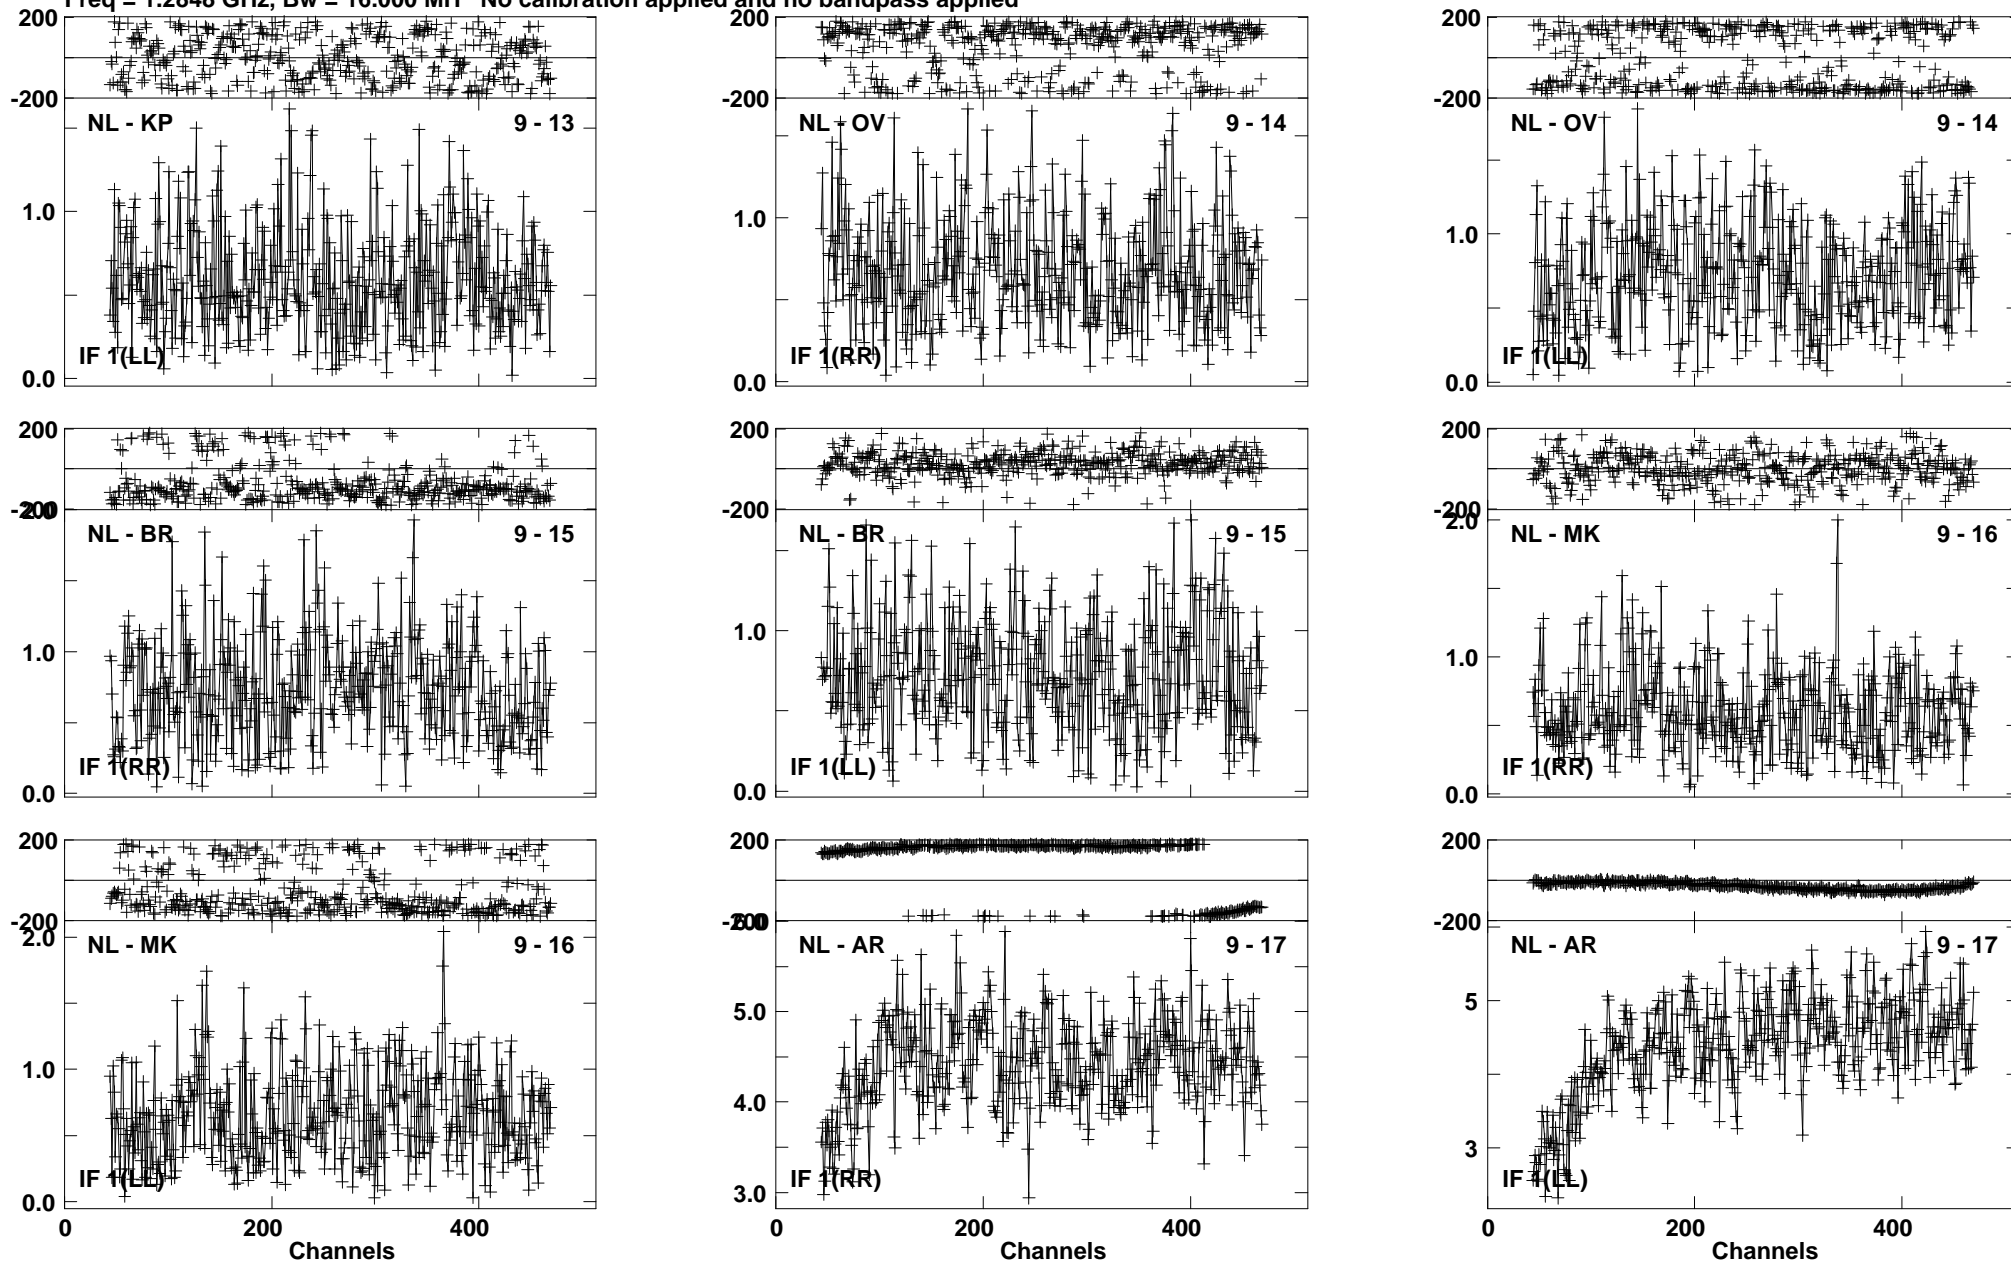 Freq = 1.2848 GHz, Bw = 16.000 MH No calibration applied and no bandpass applied
200 200 200
-200 -200 -200
NL - KP 9 - 13 NL - OV 9 - 14 NL - OV 9 - 14
1.0 1.0 1.0
IF 1(LL) IF 1(RR) IF 1(LL)
0.0 0.0 0.0
200 200 200
-200 -200 -200
2.0 2.0
NL - BR 9 - 15 NL - BR 9 - 15 NL - MK 9 - 16
1.0 1.0 1.0
IF 1(RR) IF 1(LL) IF 1(RR)
0.0 0.0 0.0
200 200 200
-200 -200 -200
2.0 6.0
NL - MK 9 - 16 NL - AR 9 - 17 NL - AR 9 - 17
5.0 5
1.0 4.0
3
IF 1(LL) IF 1(RR) IF 1(LL)
0.0 3.0
0 200 400 0 200 400 0 200 400
Channels Channels Channels